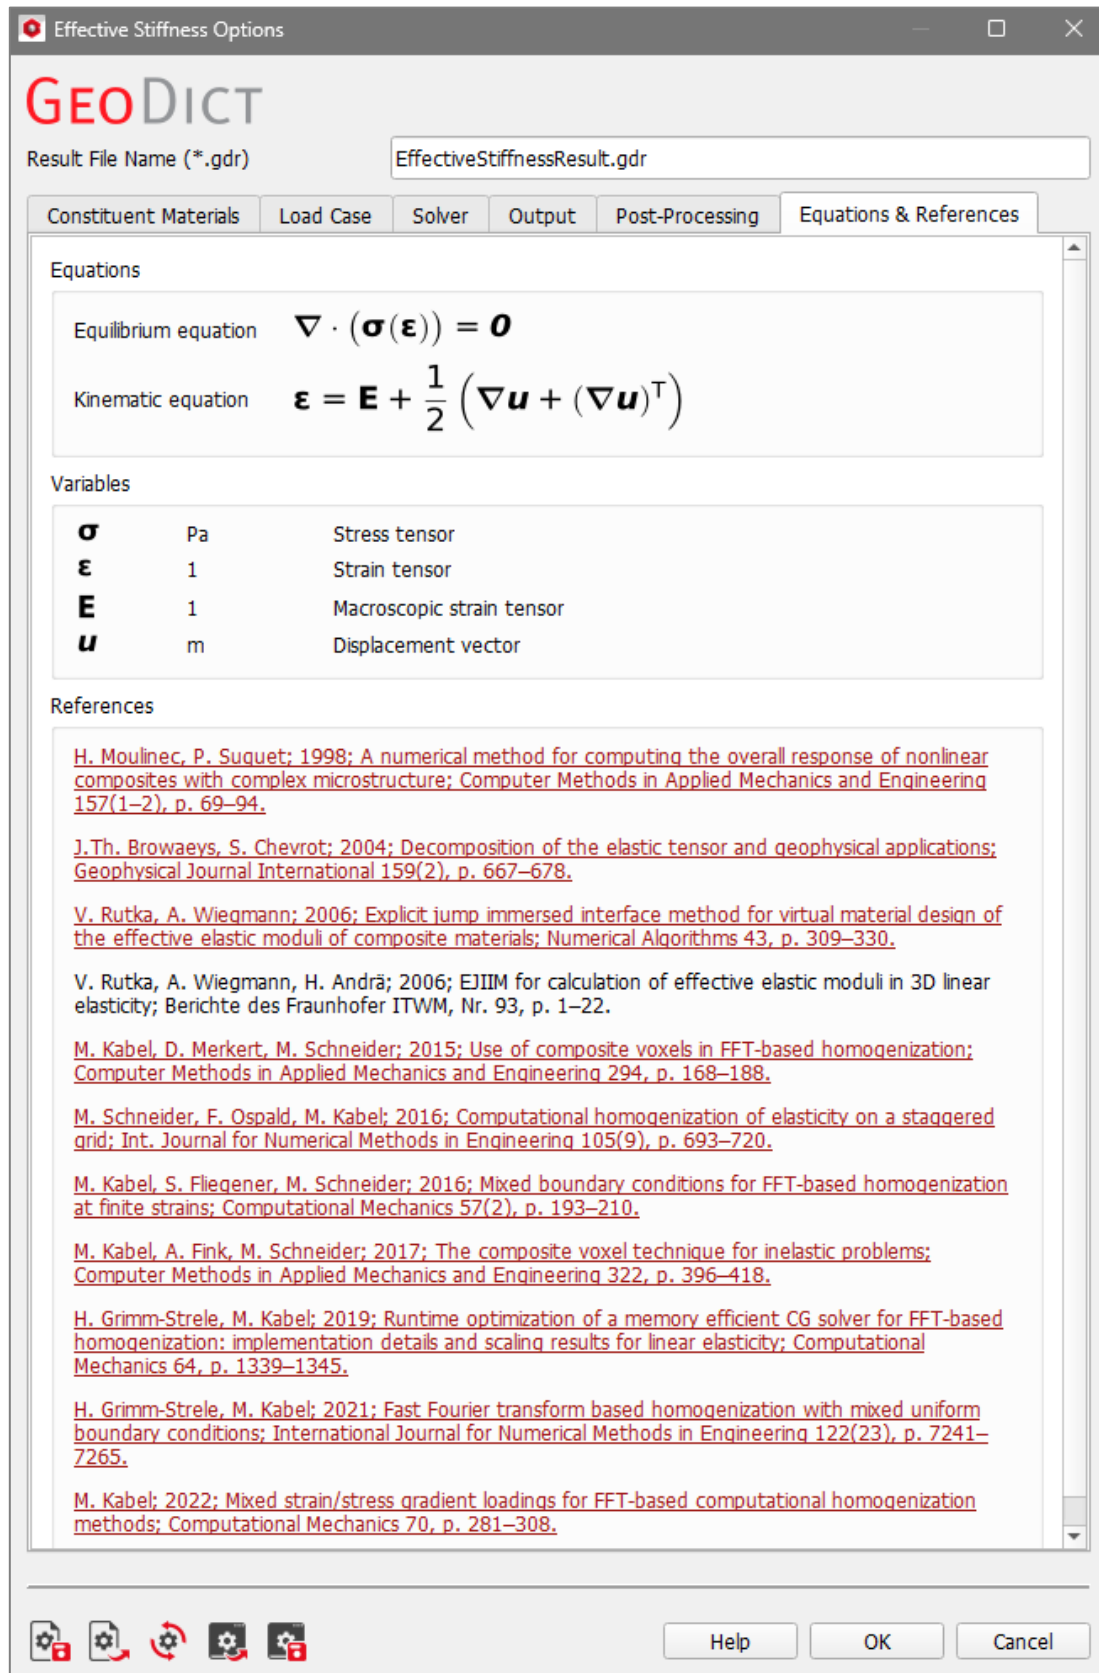 Effective Stiffness Options
GEODICT
Result File Name (*.gdr) EffectiveStiffnessResult.gdr
Constituent Materials Load Case Solver Output Post-Processing Equations & References
Equations
Equilibrium equation ∇ · (σ(ε)) = 0
Kinematic equation ε = E + 1/2 (∇u + (∇u)ᵀ)
Variables
σ Pa Stress tensor
ε 1 Strain tensor
E 1 Macroscopic strain tensor
u m Displacement vector
References
H. Moulinec, P. Suquet; 1998; A numerical method for computing the overall response of nonlinear
composites with complex microstructure; Computer Methods in Applied Mechanics and Engineering
157(1–2), p. 69–94.
J.Th. Browaeys, S. Chevrot; 2004; Decomposition of the elastic tensor and geophysical applications;
Geophysical Journal International 159(2), p. 667–678.
V. Rutka, A. Wiegmann; 2006; Explicit jump immersed interface method for virtual material design of
the effective elastic moduli of composite materials; Numerical Algorithms 43, p. 309–330.
V. Rutka, A. Wiegmann, H. Andrä; 2006; EJIIM for calculation of effective elastic moduli in 3D linear
elasticity; Berichte des Fraunhofer ITWM, Nr. 93, p. 1–22.
M. Kabel, D. Merkert, M. Schneider; 2015; Use of composite voxels in FFT-based homogenization;
Computer Methods in Applied Mechanics and Engineering 294, p. 168–188.
M. Schneider, F. Ospald, M. Kabel; 2016; Computational homogenization of elasticity on a staggered
grid; Int. Journal for Numerical Methods in Engineering 105(9), p. 693–720.
M. Kabel, S. Fliegener, M. Schneider; 2016; Mixed boundary conditions for FFT-based homogenization
at finite strains; Computational Mechanics 57(2), p. 193–210.
M. Kabel, A. Fink, M. Schneider; 2017; The composite voxel technique for inelastic problems;
Computer Methods in Applied Mechanics and Engineering 322, p. 396–418.
H. Grimm-Strele, M. Kabel; 2019; Runtime optimization of a memory efficient CG solver for FFT-based
homogenization: implementation details and scaling results for linear elasticity; Computational
Mechanics 64, p. 1339–1345.
H. Grimm-Strele, M. Kabel; 2021; Fast Fourier transform based homogenization with mixed uniform
boundary conditions; International Journal for Numerical Methods in Engineering 122(23), p. 7241–
7265.
M. Kabel; 2022; Mixed strain/stress gradient loadings for FFT-based computational homogenization
methods; Computational Mechanics 70, p. 281–308.
Help OK Cancel